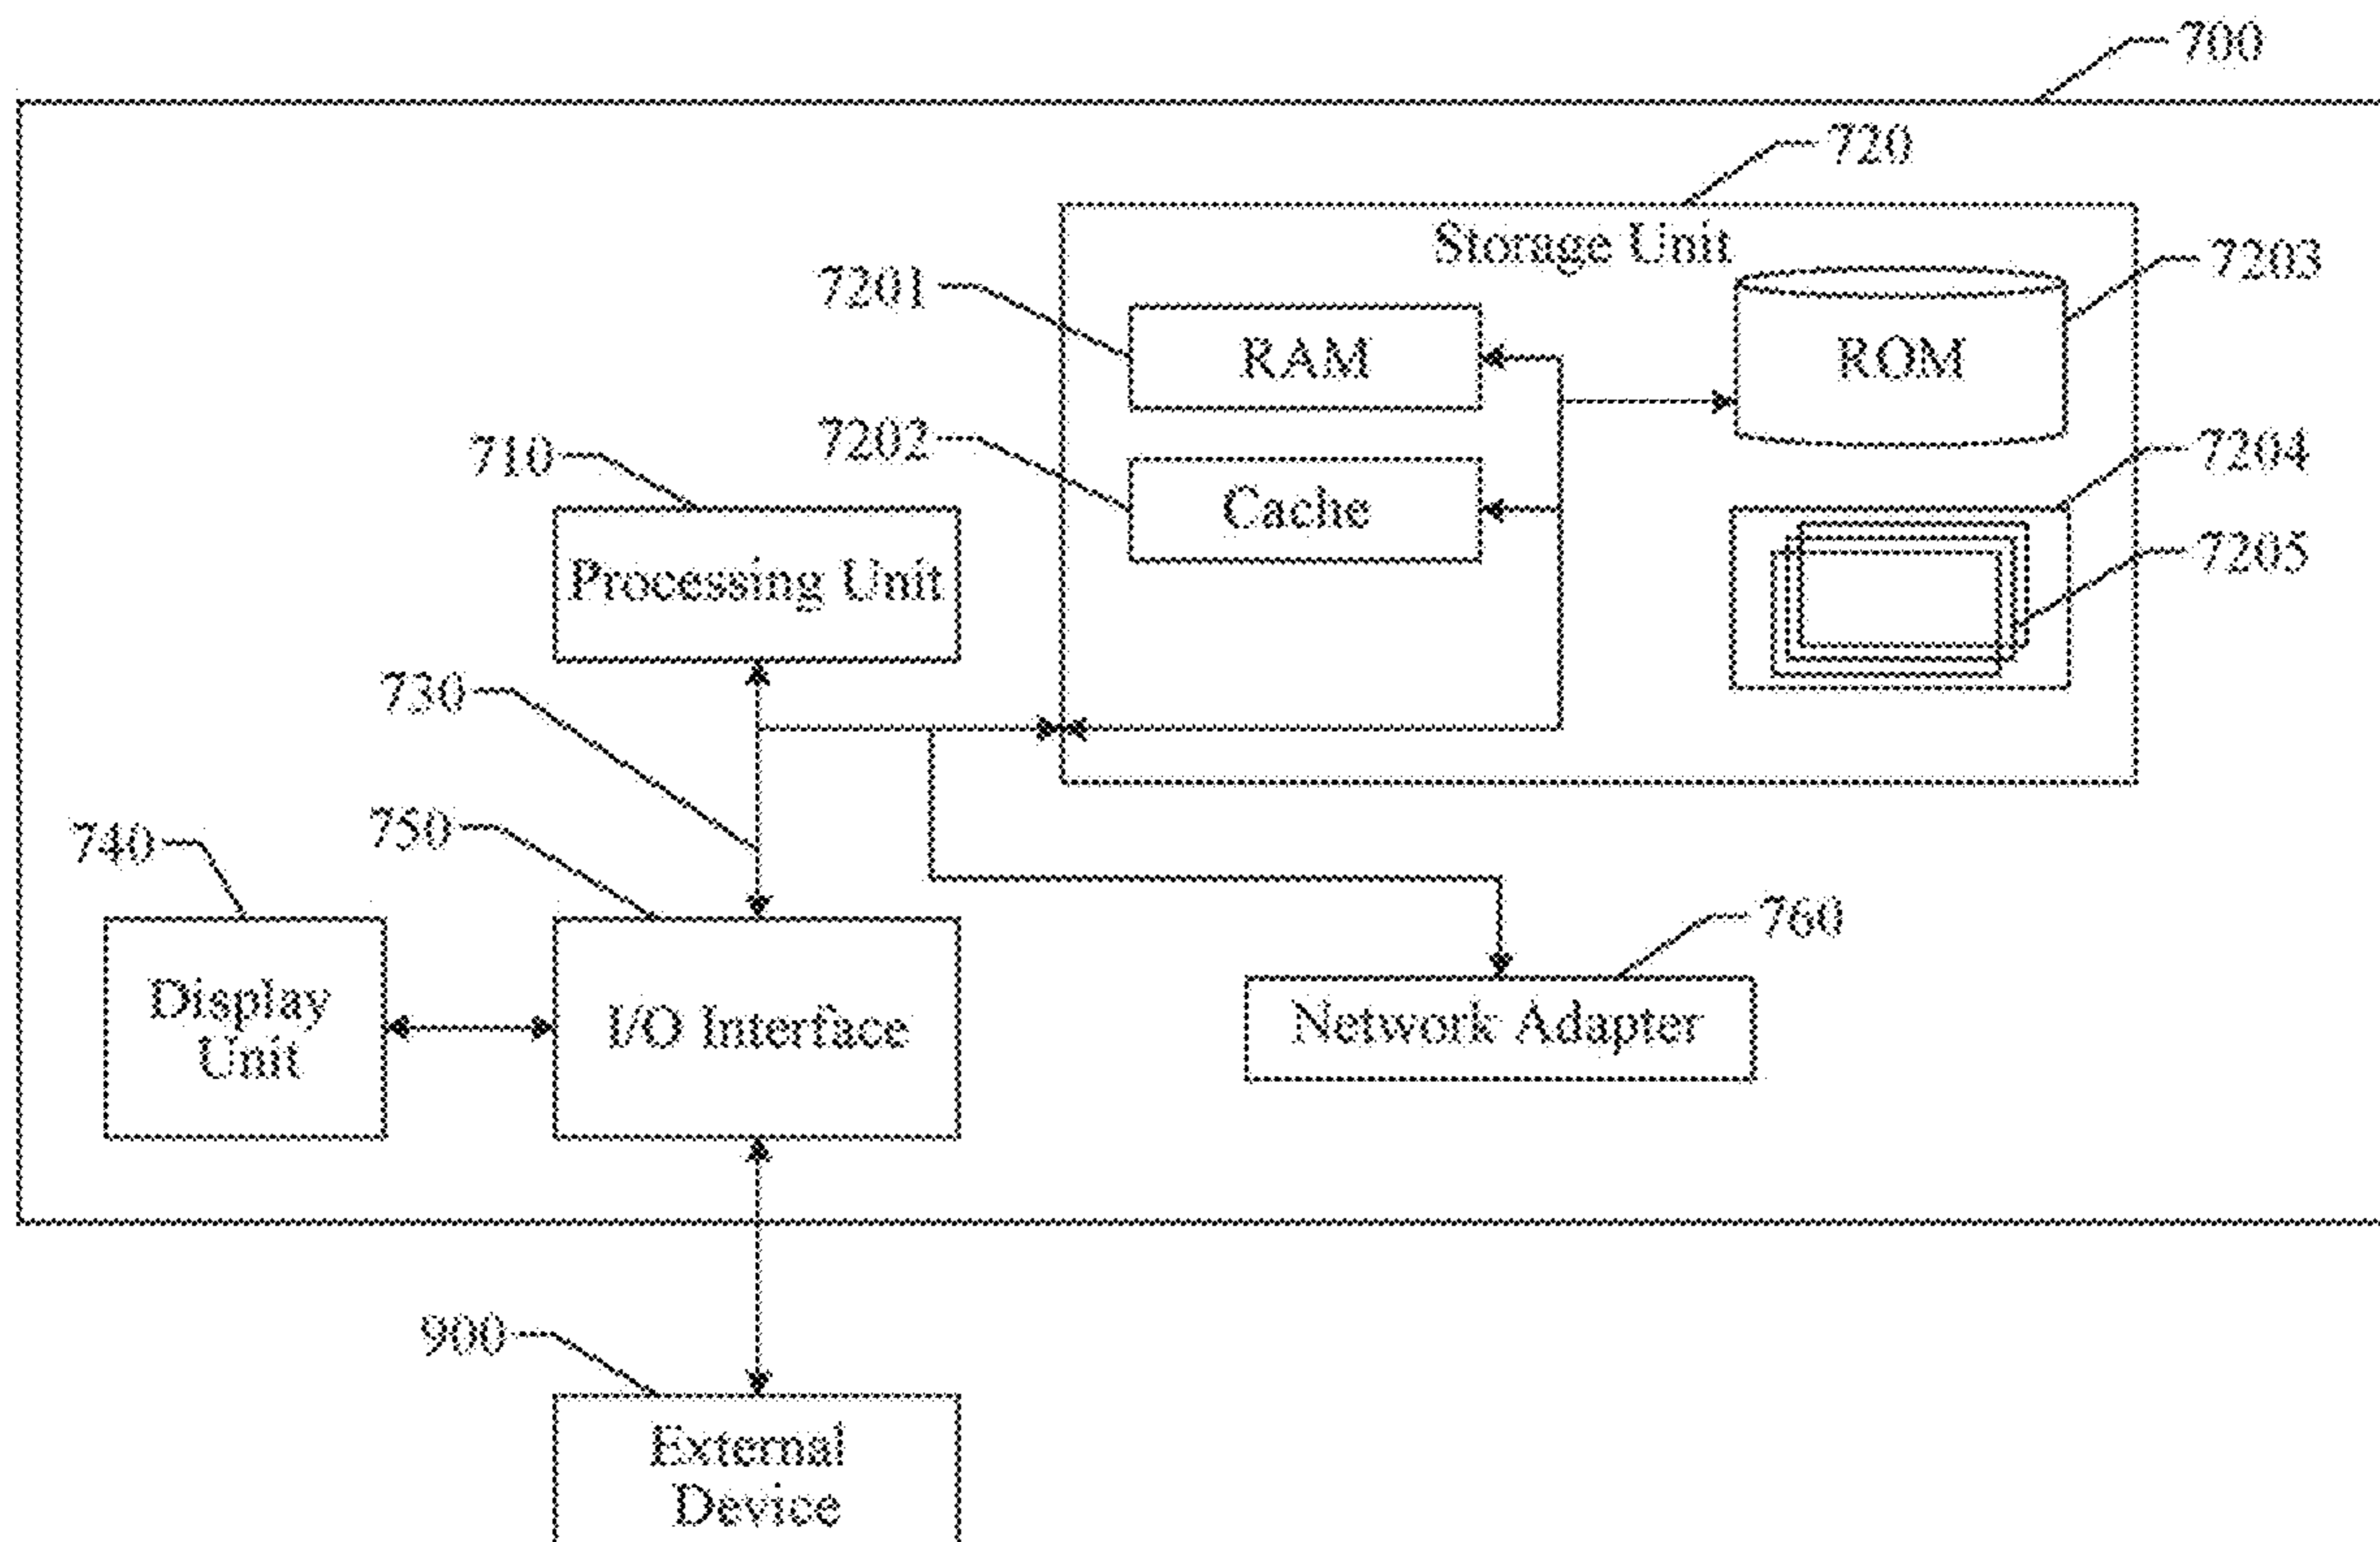 700
720
Storage Unit
7203
7201
RAM
ROM
7202
Cache
7204
710
Processing Unit
7205
730
750
740
760
Display
Unit
I/O Interface
Network Adapter
900
External
Device